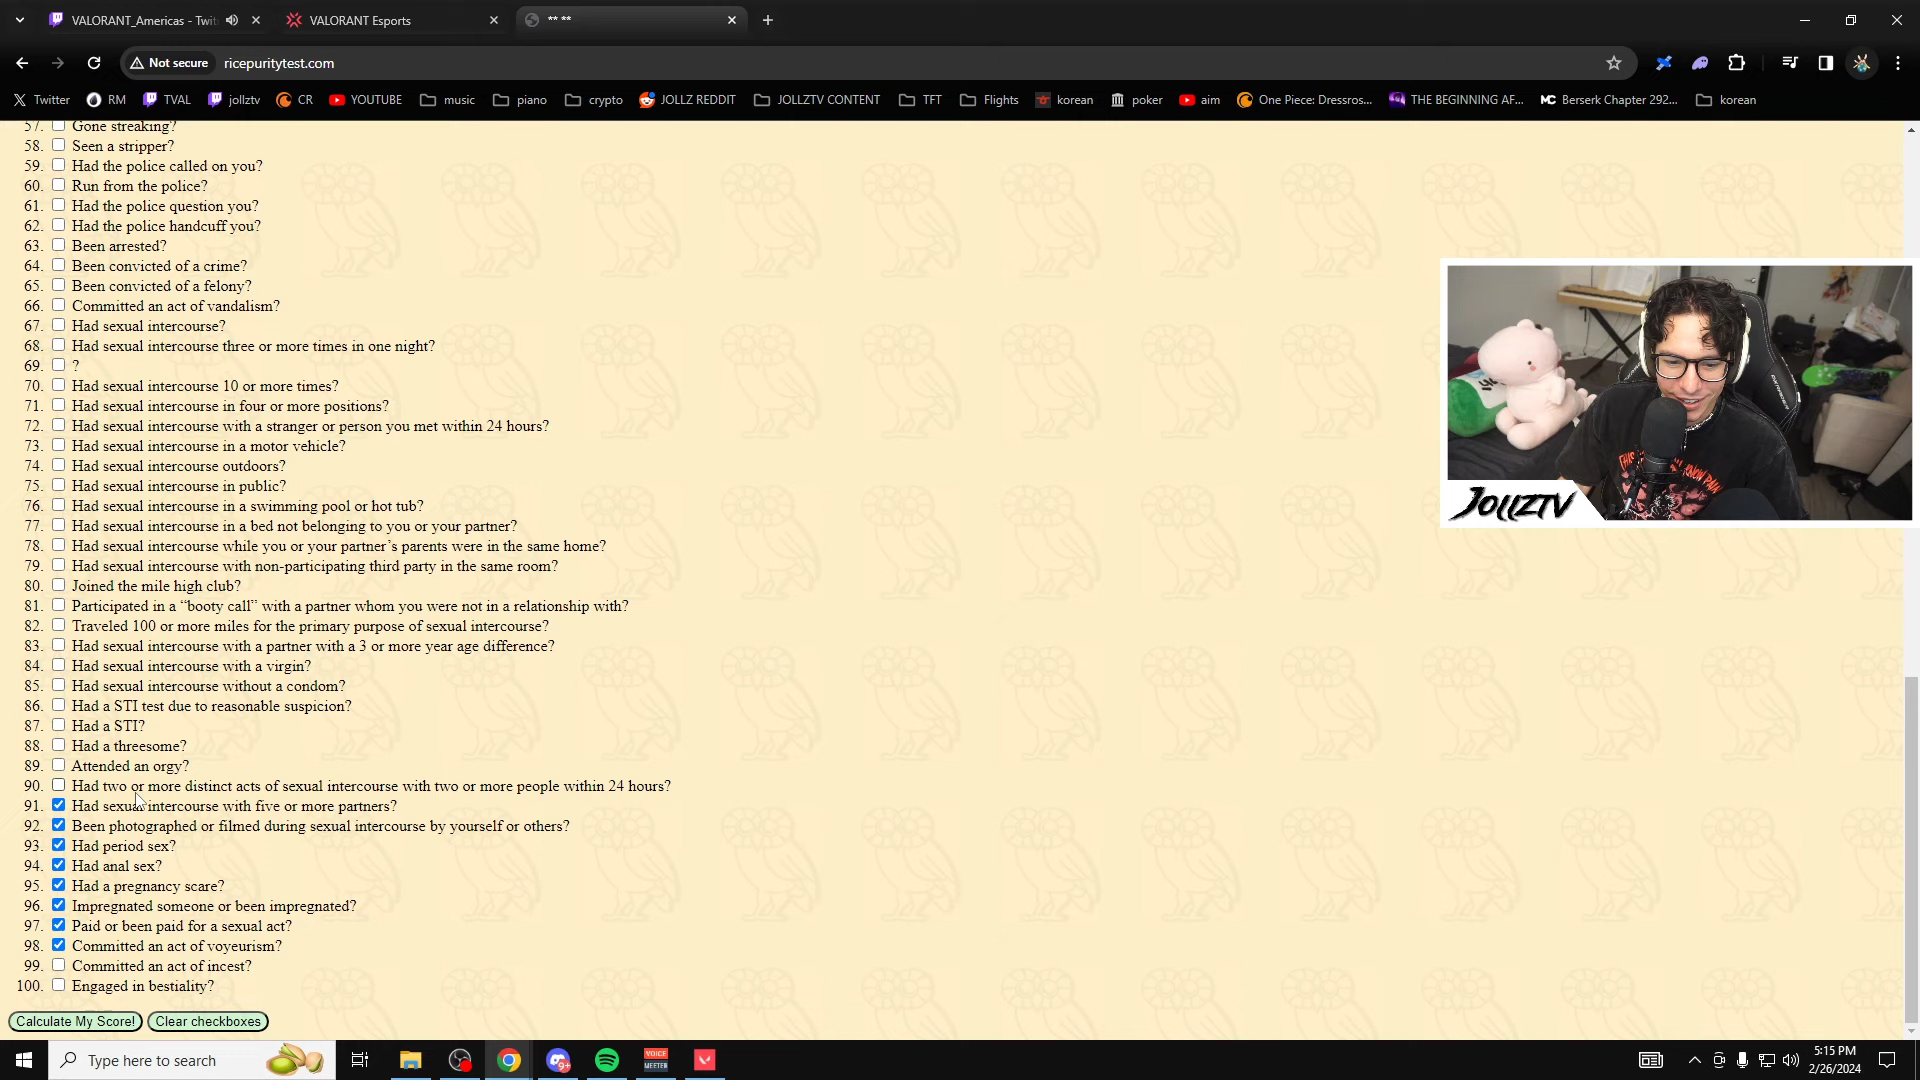 VALORANT_Americas - Twit
VALORANT Esports
** **
Not secure
ricepuritytest.com
Twitter
RM
TVAL
jollztv
CR
YOUTUBE
music
piano
crypto
JOLLZ REDDIT
JOLLZTV CONTENT
TFT
Flights
korean
poker
aim
One Piece: Dressros...
THE BEGINNING AF...
MC Berserk Chapter 292...
korean
57. Gone streaking?
58. Seen a stripper?
59. Had the police called on you?
60. Run from the police?
61. Had the police question you?
62. Had the police handcuff you?
63. Been arrested?
64. Been convicted of a crime?
65. Been convicted of a felony?
66. Committed an act of vandalism?
67. Had sexual intercourse?
68. Had sexual intercourse three or more times in one night?
69. ?
70. Had sexual intercourse 10 or more times?
71. Had sexual intercourse in four or more positions?
72. Had sexual intercourse with a stranger or person you met within 24 hours?
73. Had sexual intercourse in a motor vehicle?
74. Had sexual intercourse outdoors?
75. Had sexual intercourse in public?
76. Had sexual intercourse in a swimming pool or hot tub?
77. Had sexual intercourse in a bed not belonging to you or your partner?
78. Had sexual intercourse while you or your partner’s parents were in the same home?
79. Had sexual intercourse with non-participating third party in the same room?
80. Joined the mile high club?
81. Participated in a “booty call” with a partner whom you were not in a relationship with?
82. Traveled 100 or more miles for the primary purpose of sexual intercourse?
83. Had sexual intercourse with a partner with a 3 or more year age difference?
84. Had sexual intercourse with a virgin?
85. Had sexual intercourse without a condom?
86. Had a STI test due to reasonable suspicion?
87. Had a STI?
88. Had a threesome?
89. Attended an orgy?
90. Had two or more distinct acts of sexual intercourse with two or more people within 24 hours?
91. Had sexual intercourse with five or more partners?
92. Been photographed or filmed during sexual intercourse by yourself or others?
93. Had period sex?
94. Had anal sex?
95. Had a pregnancy scare?
96. Impregnated someone or been impregnated?
97. Paid or been paid for a sexual act?
98. Committed an act of voyeurism?
99. Committed an act of incest?
100. Engaged in bestiality?
Calculate My Score!
Clear checkboxes
JOLLZTV
Type here to search
9+
VOICE
MEETER
5:15 PM
2/26/2024